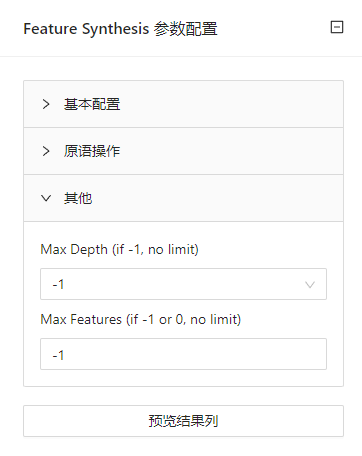 Feature Synthesis 参数配置
基本配置
原语操作
其他
Max Depth (if -1, no limit)
-1
Max Features (if -1 or 0, no limit)
-1
预览结果列